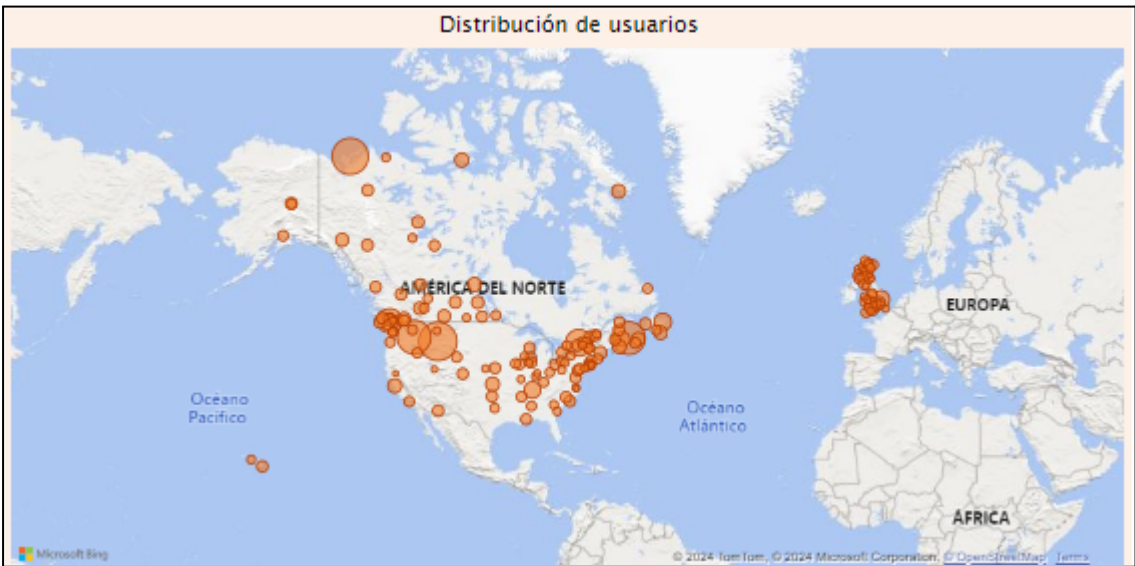 Distribución de usuarios
AMÉRICA DEL NORTE
EUROPA
Océano
Pacífico
Océano
Atlántico
ÁFRICA
Microsoft Bing
© 2024 TomTom, © 2024 Microsoft Corporation, © OpenStreetMap Terms